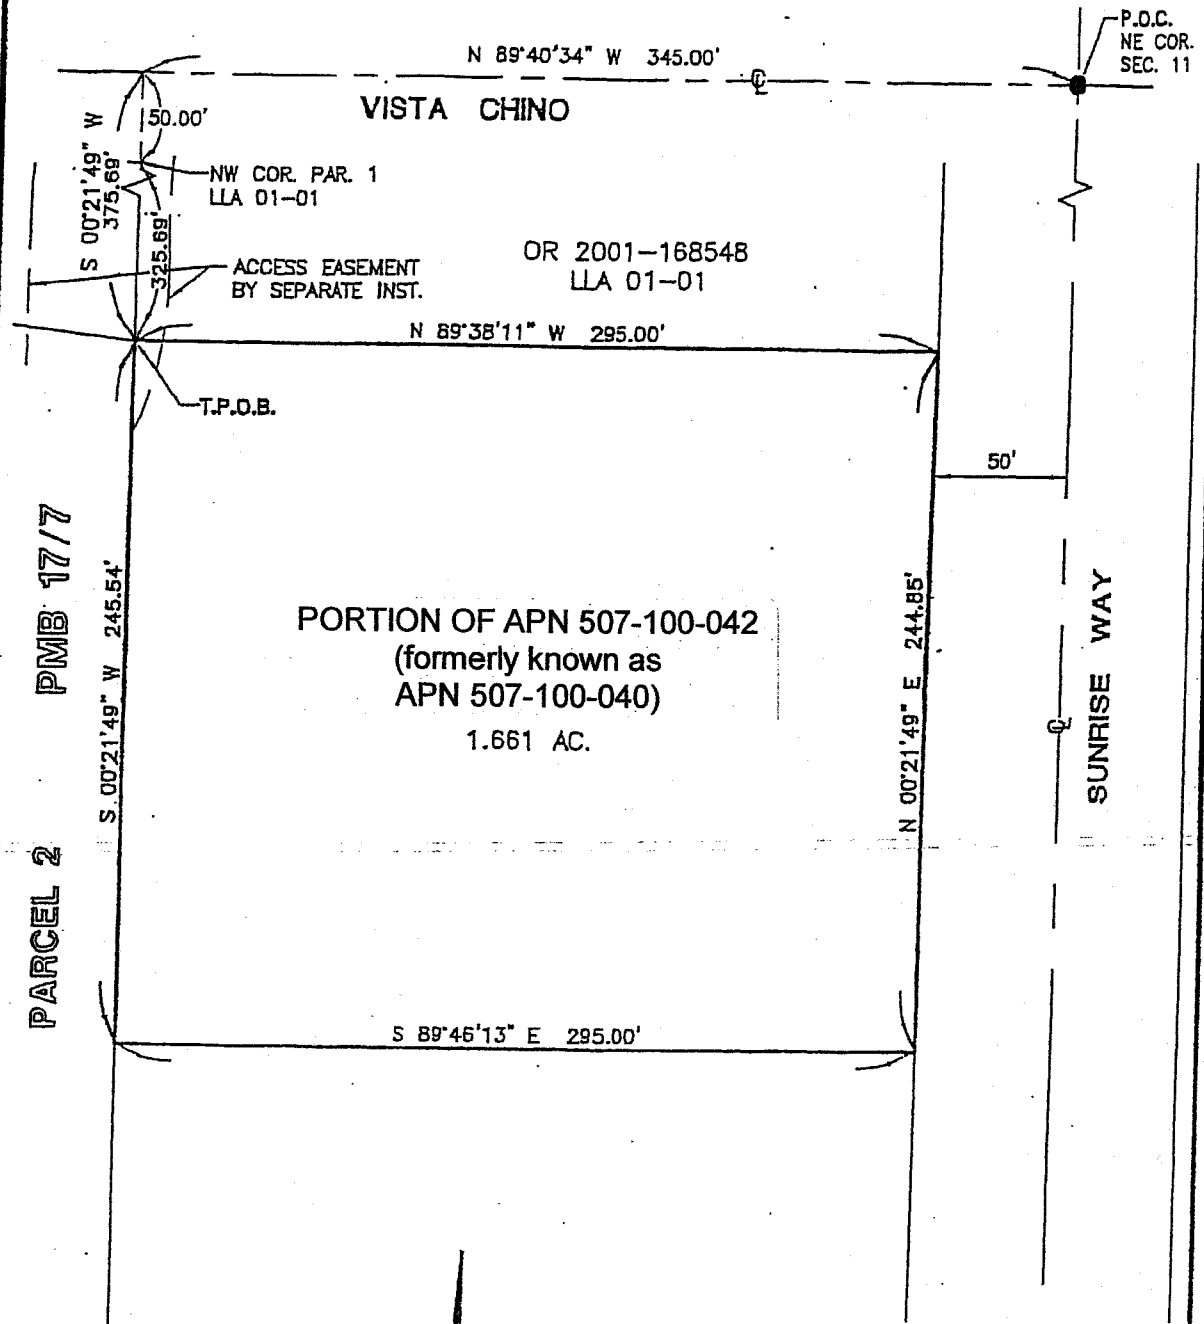 P.O.C.
NE COR.
SEC. 11
N 89°40'34" W 345.00'
℄
VISTA CHINO
50.00'
S 00°21'49" W
375.69'
NW COR. PAR. 1
LLA 01-01
325.69'
OR 2001-168548
LLA 01-01
ACCESS EASEMENT
BY SEPARATE INST.
N 89°38'11" W 295.00'
T.P.O.B.
50'
PARCEL 2 PMB 17/7
S 00°21'49" W 245.54'
PORTION OF APN 507-100-042
(formerly known as
APN 507-100-040)
1.661 AC.
N 00°21'49" E 244.85'
℄
SUNRISE WAY
S 89°46'13" E 295.00'